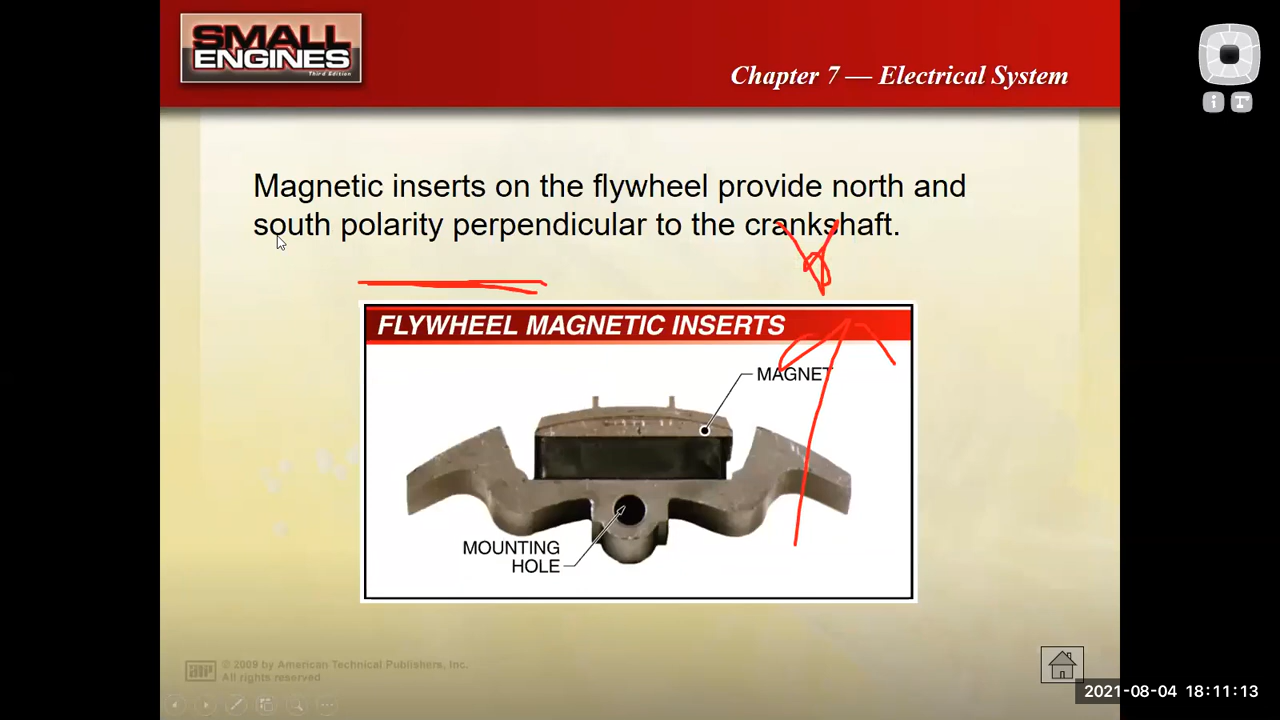 SMALL
ENGINES
Third Edition
Chapter 7 — Electrical System
Magnetic inserts on the flywheel provide north and
south polarity perpendicular to the crankshaft.
FLYWHEEL MAGNETIC INSERTS
MAGNET
MOUNTING
HOLE
© 2009 by American Technical Publishers, Inc.
All rights reserved
2021-08-04 18:11:13